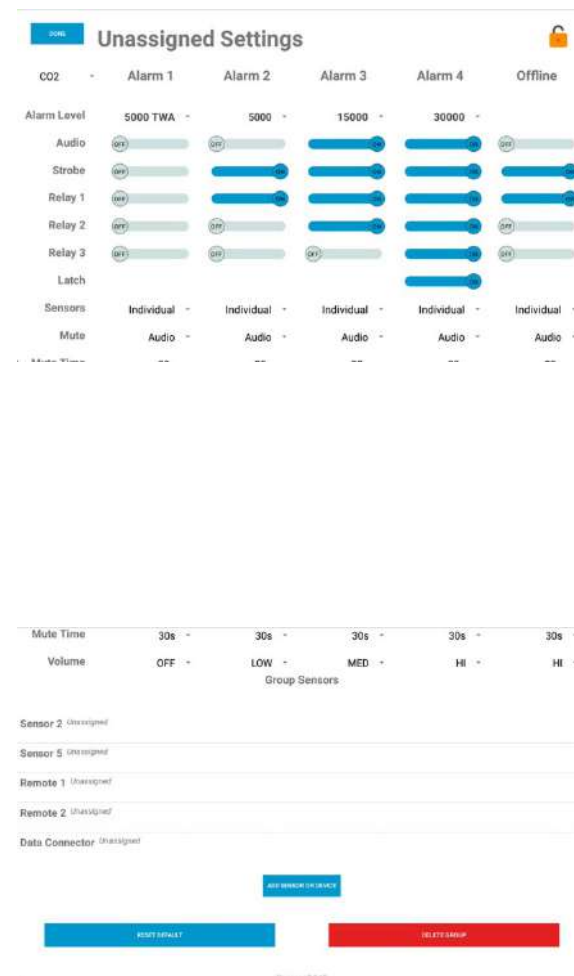 DONE
Unassigned Settings
CO2 Alarm 1 Alarm 2 Alarm 3 Alarm 4 Offline
Alarm Level 5000 TWA 5000 15000 30000
Audio OFF OFF ON ON OFF
Strobe OFF ON ON ON ON
Relay 1 OFF ON ON ON ON
Relay 2 OFF OFF ON ON OFF
Relay 3 OFF OFF OFF ON OFF
Latch ON
Sensors Individual Individual Individual Individual Individual
Mute Audio Audio Audio Audio Audio
Mute Time
Mute Time 30s 30s 30s 30s 30s
Volume OFF LOW MED HI HI
Group Sensors
Sensor 2 Unassigned
Sensor 5 Unassigned
Remote 1 Unassigned
Remote 2 Unassigned
Data Connector Unassigned
ADD SENSOR OR DEVICE
RESET DEFAULT DELETE GROUP